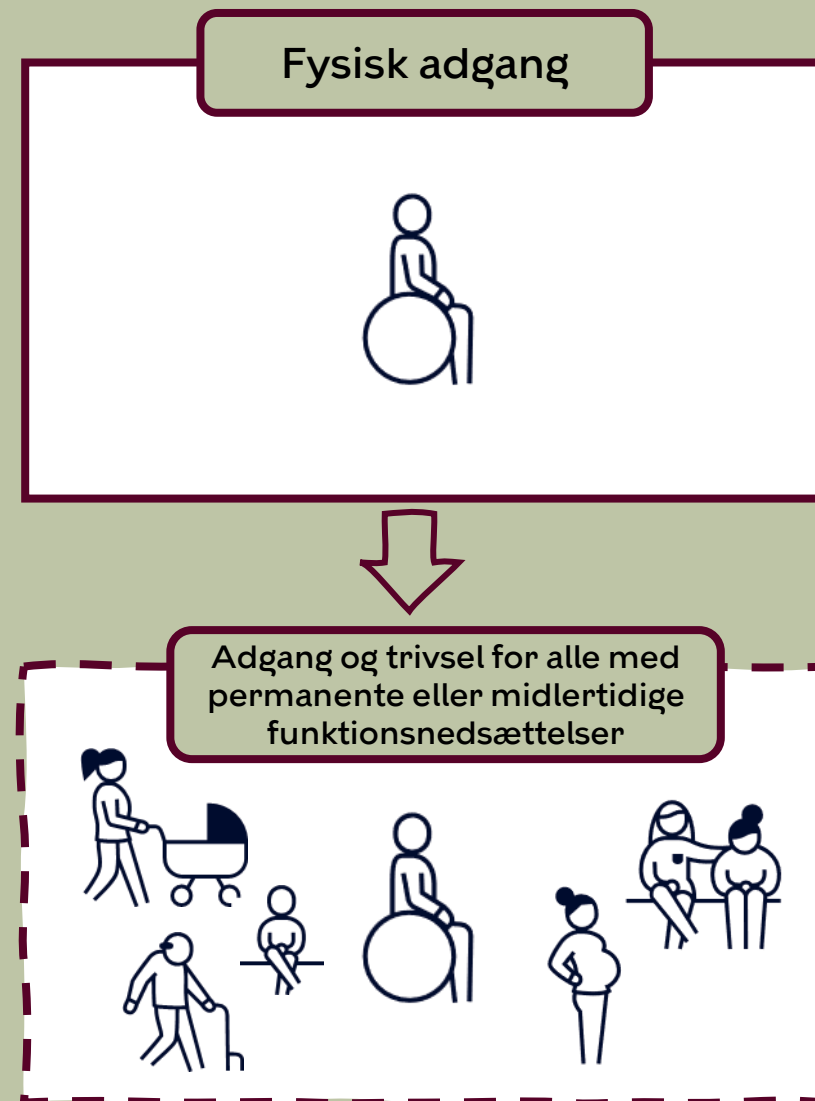 Fysisk adgang
Adgang og trivsel for alle med
permanente eller midlertidige
funktionsnedsættelser